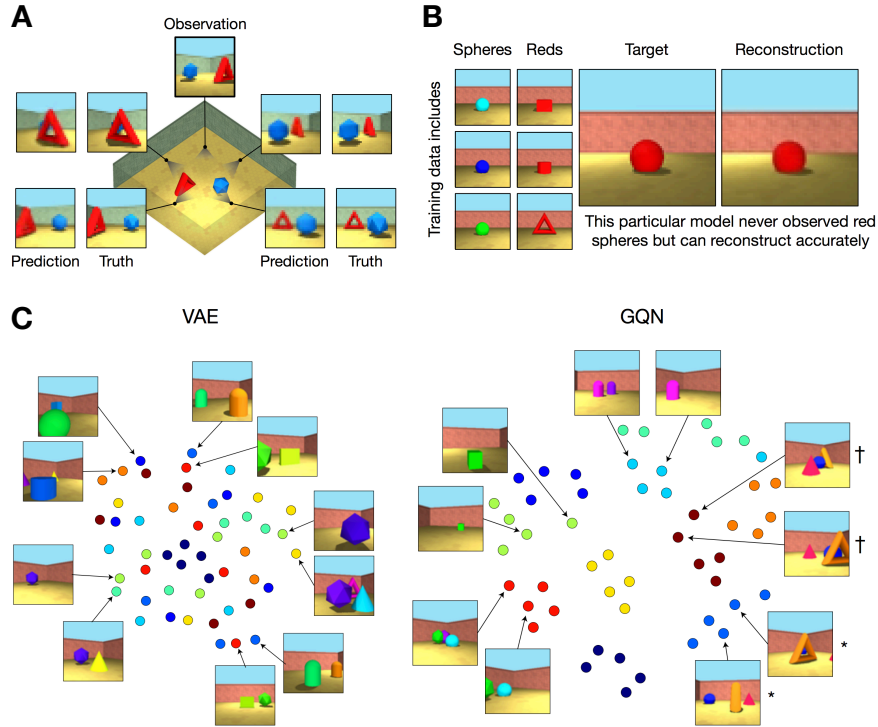 A
Observation
Prediction
Truth
Prediction
Truth
B
Spheres
Reds
Target
Reconstruction
Training data includes
This particular model never observed red
spheres but can reconstruct accurately
C
VAE
GQN
†
†
*
*